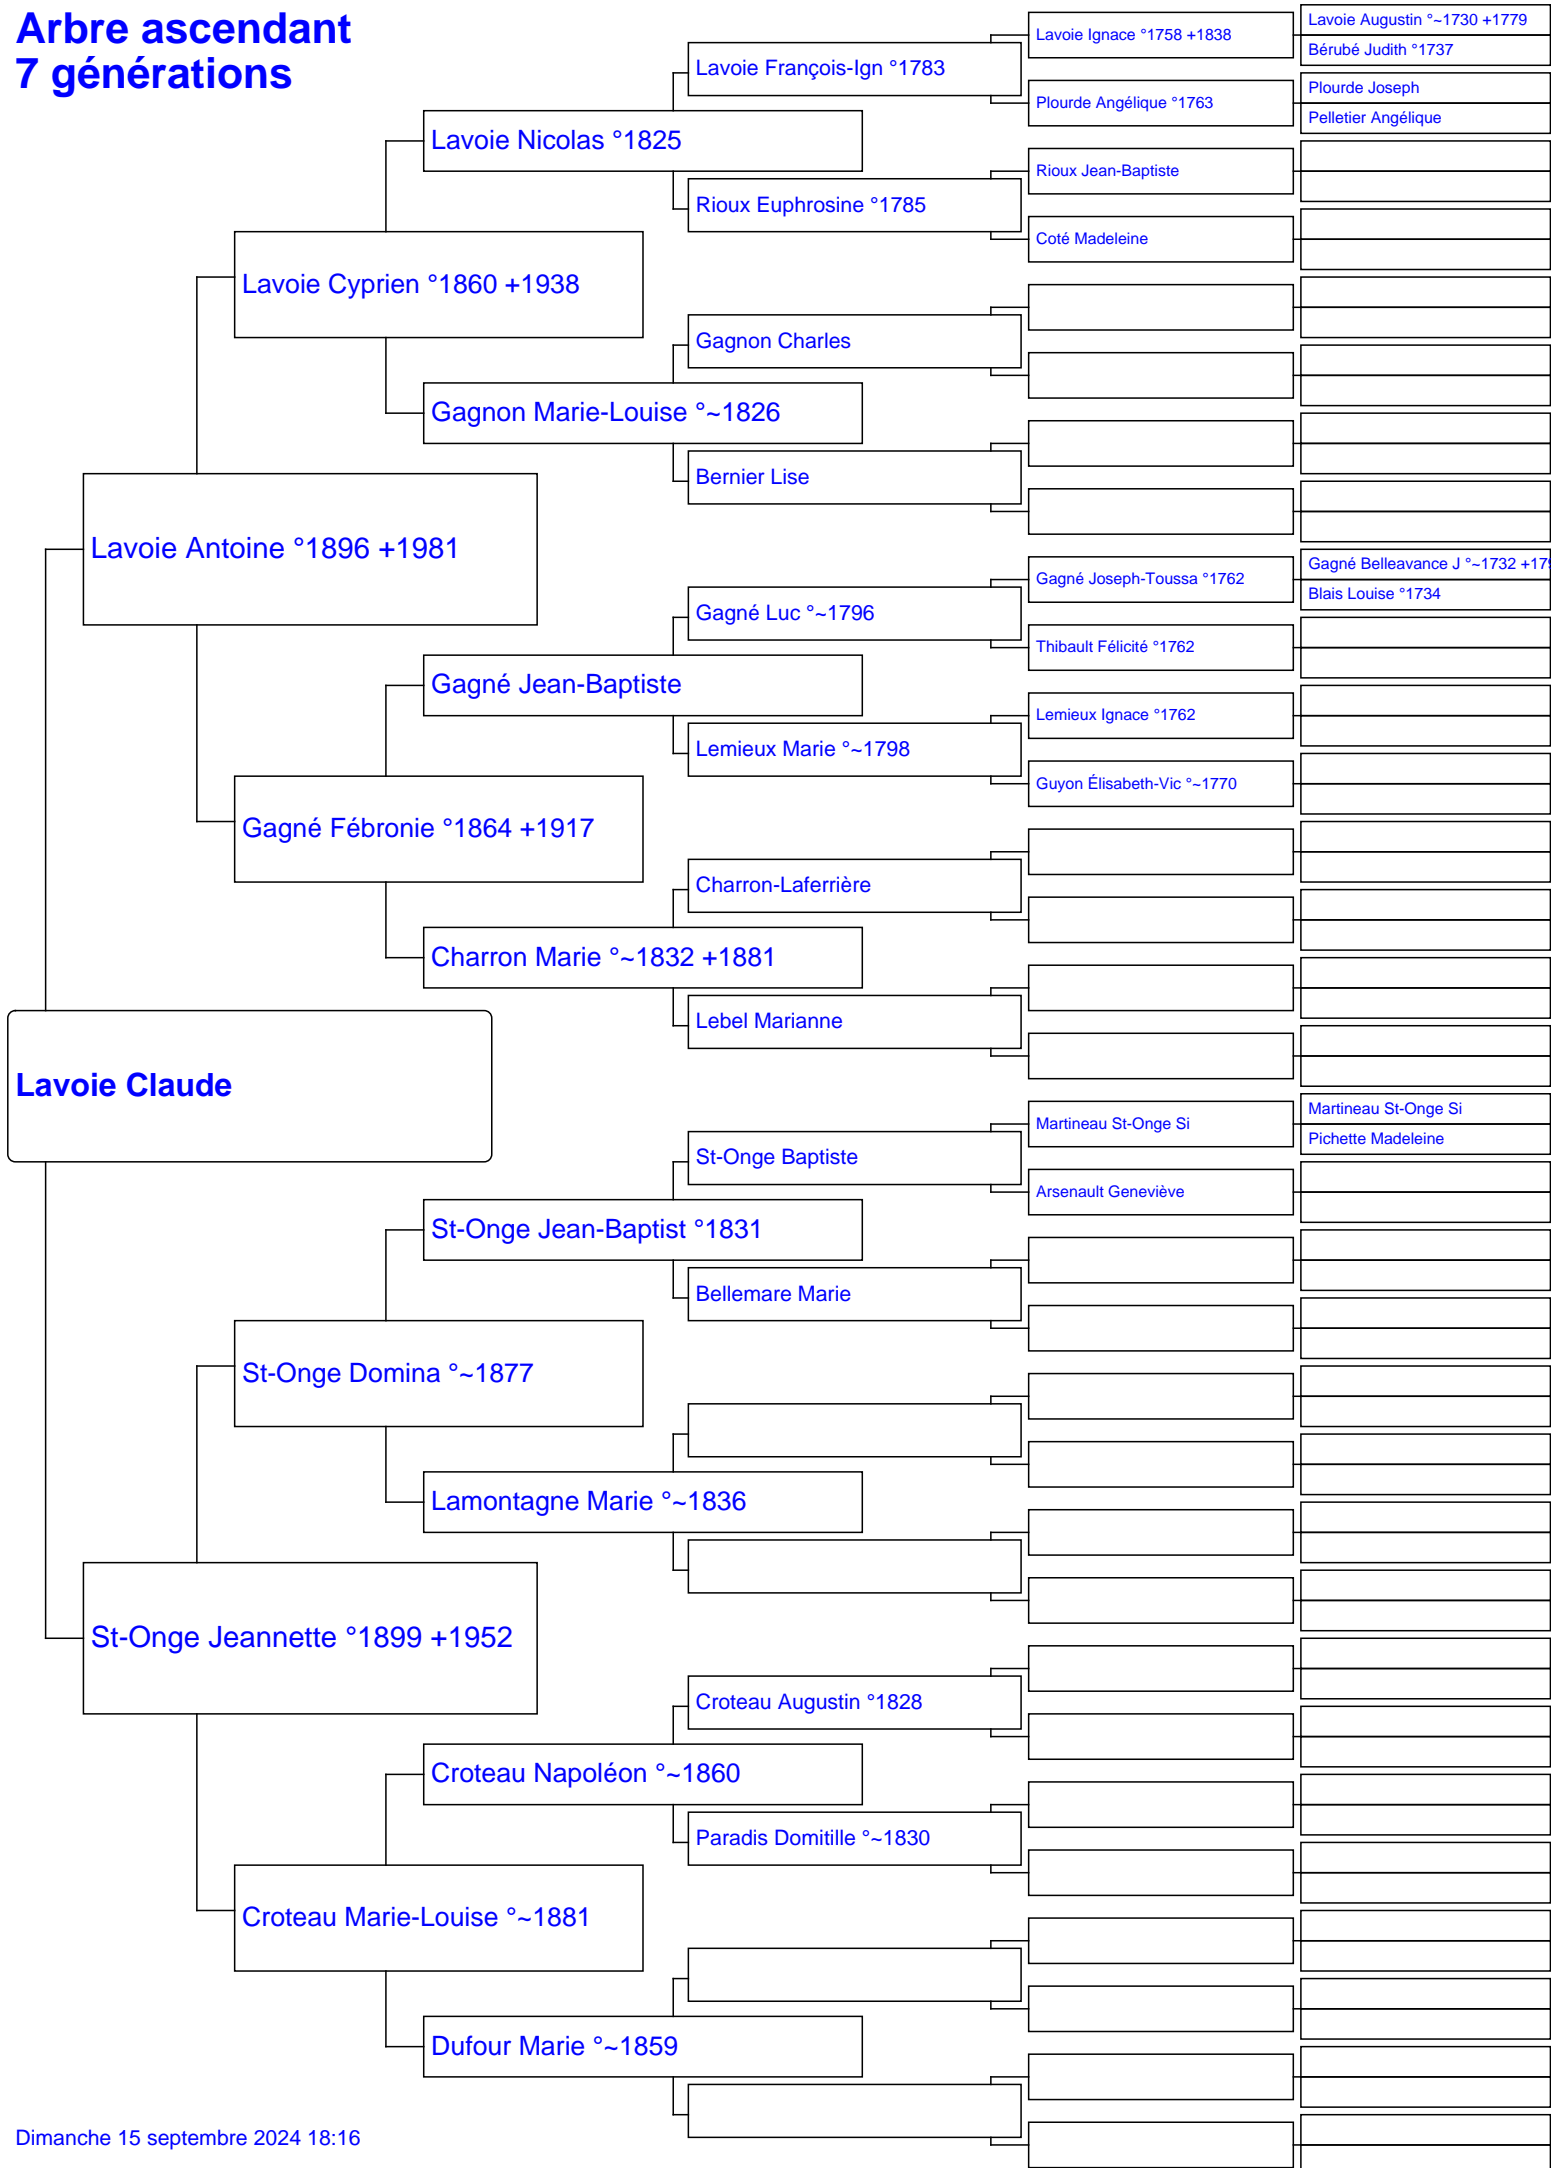 Arbre ascendant
7 générations
Lavoie Augustin °~1730 +1779
Lavoie Ignace °1758 +1838
Bérubé Judith °1737
Lavoie François-Ign °1783
Plourde Joseph
Plourde Angélique °1763
Pelletier Angélique
Lavoie Nicolas °1825
Rioux Jean-Baptiste
Rioux Euphrosine °1785
Coté Madeleine
Lavoie Cyprien °1860 +1938
Gagnon Charles
Gagnon Marie-Louise °~1826
Bernier Lise
Lavoie Antoine °1896 +1981
Gagné Belleavance J °~1732 +17
Gagné Joseph-Toussa °1762
Blais Louise °1734
Gagné Luc °~1796
Thibault Félicité °1762
Gagné Jean-Baptiste
Lemieux Ignace °1762
Lemieux Marie °~1798
Guyon Élisabeth-Vic °~1770
Gagné Fébronie °1864 +1917
Charron-Laferrière
Charron Marie °~1832 +1881
Lebel Marianne
Lavoie Claude
Martineau St-Onge Si
Martineau St-Onge Si
Pichette Madeleine
St-Onge Baptiste
Arsenault Geneviève
St-Onge Jean-Baptist °1831
Bellemare Marie
St-Onge Domina °~1877
Lamontagne Marie °~1836
St-Onge Jeannette °1899 +1952
Croteau Augustin °1828
Croteau Napoléon °~1860
Paradis Domitille °~1830
Croteau Marie-Louise °~1881
Dufour Marie °~1859
Dimanche 15 septembre 2024 18:16